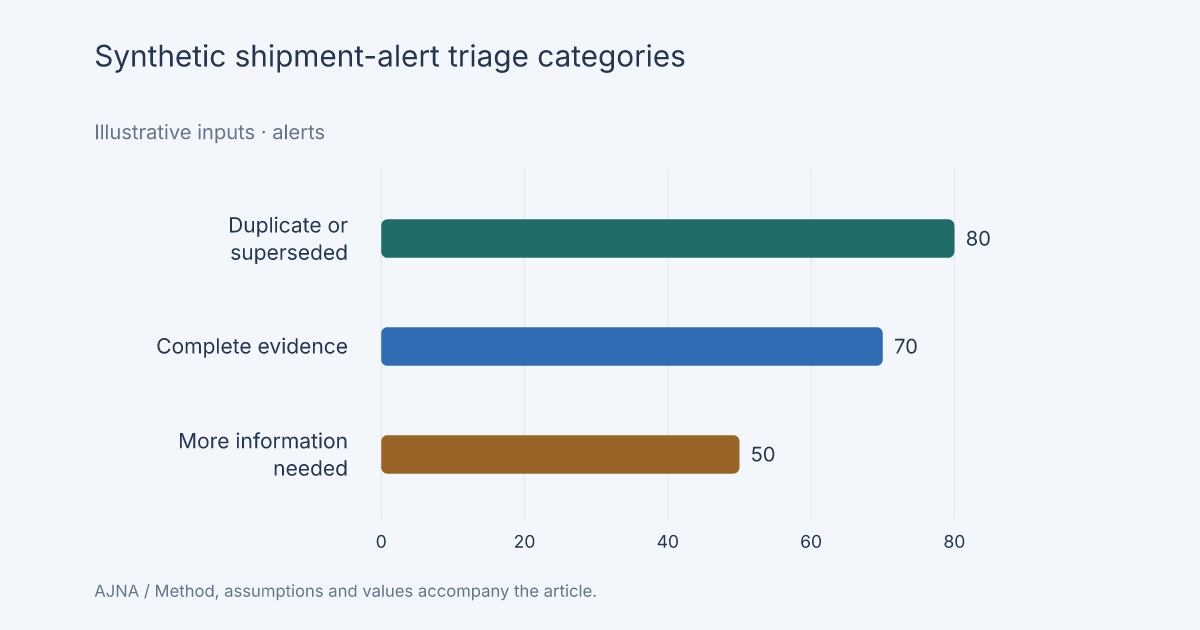 Synthetic shipment-alert triage categories
Illustrative inputs · alerts
Duplicate or
superseded
80
Complete evidence
70
More information
needed
50
0 20 40 60 80
AJNA / Method, assumptions and values accompany the article.